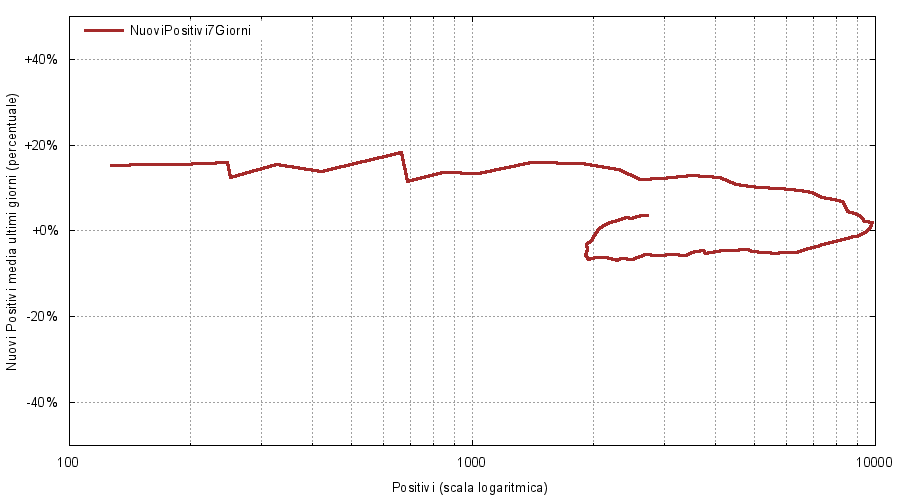 NuoviPositivi7Giorni
+40%
+20%
+0%
-20%
-40%
Nuovi Positivi media ultimi giorni (percentuale)
100
1000
10000
Positivi (scala logaritmica)